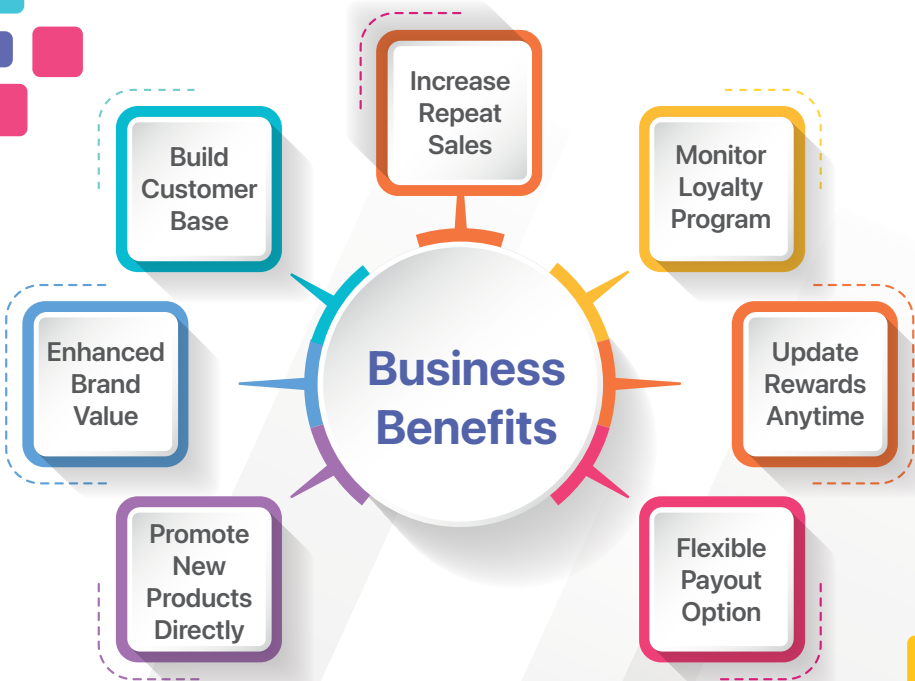 Increase
Repeat
Sales
Build
Customer
Base
Monitor
Loyalty
Program
Enhanced
Brand
Value
Business
Benefits
Update
Rewards
Anytime
Promote
New
Products
Directly
Flexible
Payout
Option